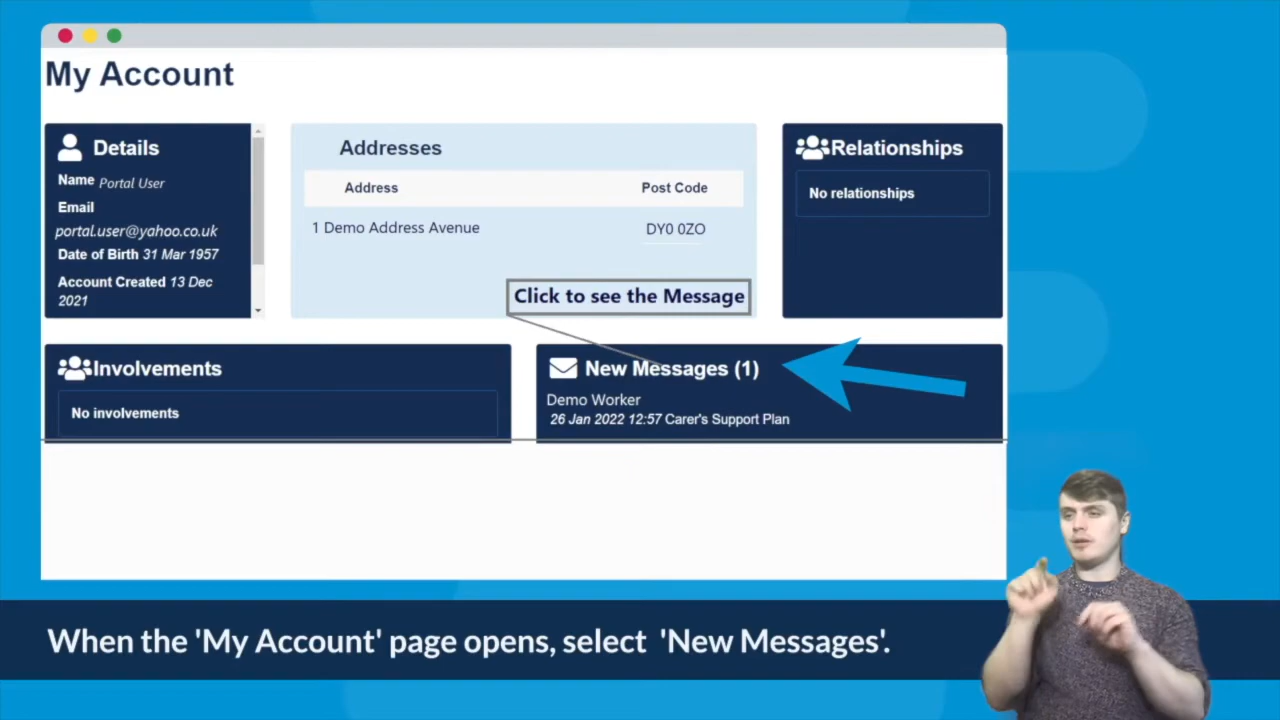 My Account
Details
Name Portal User
Email
portal.user@yahoo.co.uk
Date of Birth 31 Mar 1957
Account Created 13 Dec
2021
Addresses
Address Post Code
1 Demo Address Avenue DY0 0ZO
Relationships
No relationships
Click to see the Message
Involvements
No involvements
New Messages (1)
Demo Worker
26 Jan 2022 12:57 Carer's Support Plan
When the 'My Account' page opens, select 'New Messages'.